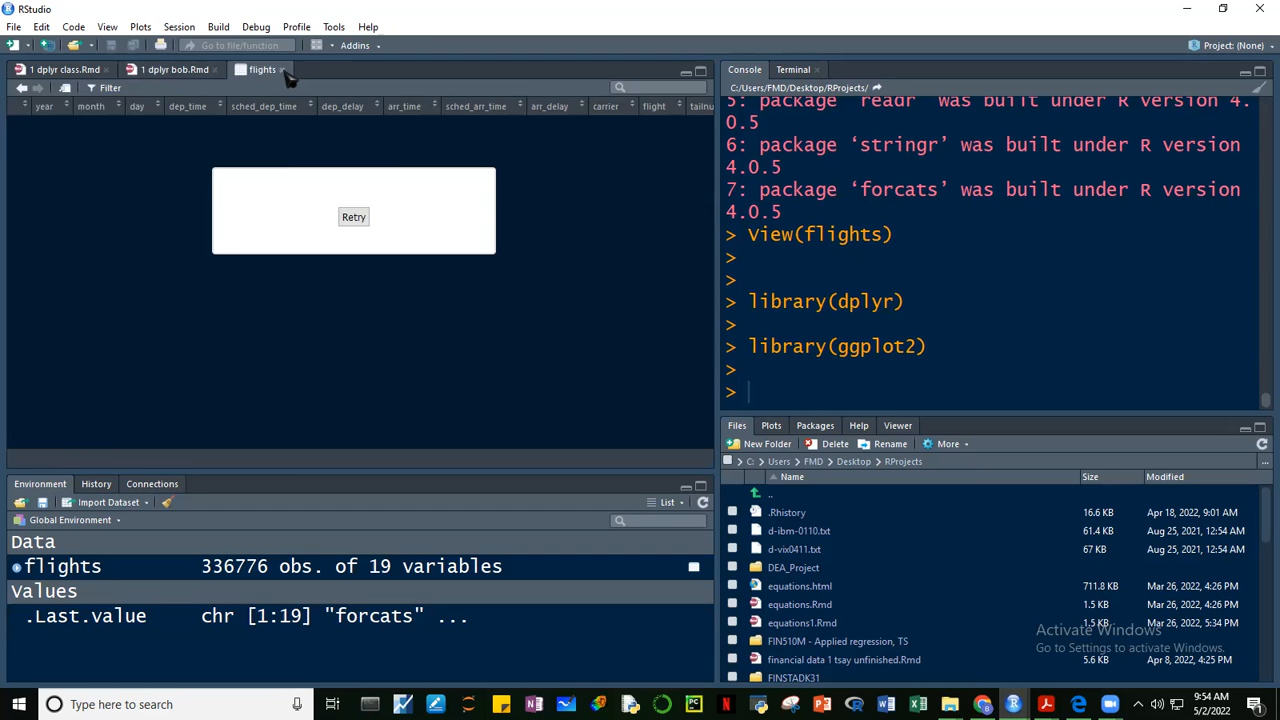 RStudio
File Edit Code View Plots Session Build Debug Profile Tools Help
Go to file/function Addins Project: (None)
1 dplyr class.Rmd 1 dplyr bob.Rmd flights
Filter
year month day dep_time sched_dep_time dep_delay arr_time sched_arr_time arr_delay carrier flight tailnu
Retry
Environment History Connections
Import Dataset List
Global Environment
Data
flights 336776 obs. of 19 variables
Values
.Last.value chr [1:19] "forcats" ...
Console Terminal
C:/Users/FMD/Desktop/RProjects/
5: package ‘readr’ was built under R version 4.
0.5
6: package ‘stringr’ was built under R version
4.0.5
7: package ‘forcats’ was built under R version
4.0.5
> View(flights)
>
>
> library(dplyr)
>
> library(ggplot2)
>
>
Files Plots Packages Help Viewer
New Folder Delete Rename More
C: Users FMD Desktop RProjects ...
Name Size Modified
..
.Rhistory 16.6 KB Apr 18, 2022, 9:01 AM
d-ibm-0110.txt 61.4 KB Aug 25, 2021, 12:54 AM
d-vix0411.txt 67 KB Aug 25, 2021, 12:54 AM
DEA_Project
equations.html 711.8 KB Mar 26, 2022, 4:26 PM
equations.Rmd 1.5 KB Mar 26, 2022, 4:26 PM
equations1.Rmd 1.5 KB Mar 26, 2022, 5:34 PM
FIN510M - Applied regression, TS
financial data 1 tsay unfinished.Rmd 5.6 KB Apr 8, 2022, 4:25 PM
FINSTADK31
Activate Windows
Go to Settings to activate Windows.
Type here to search
9:54 AM
5/2/2022